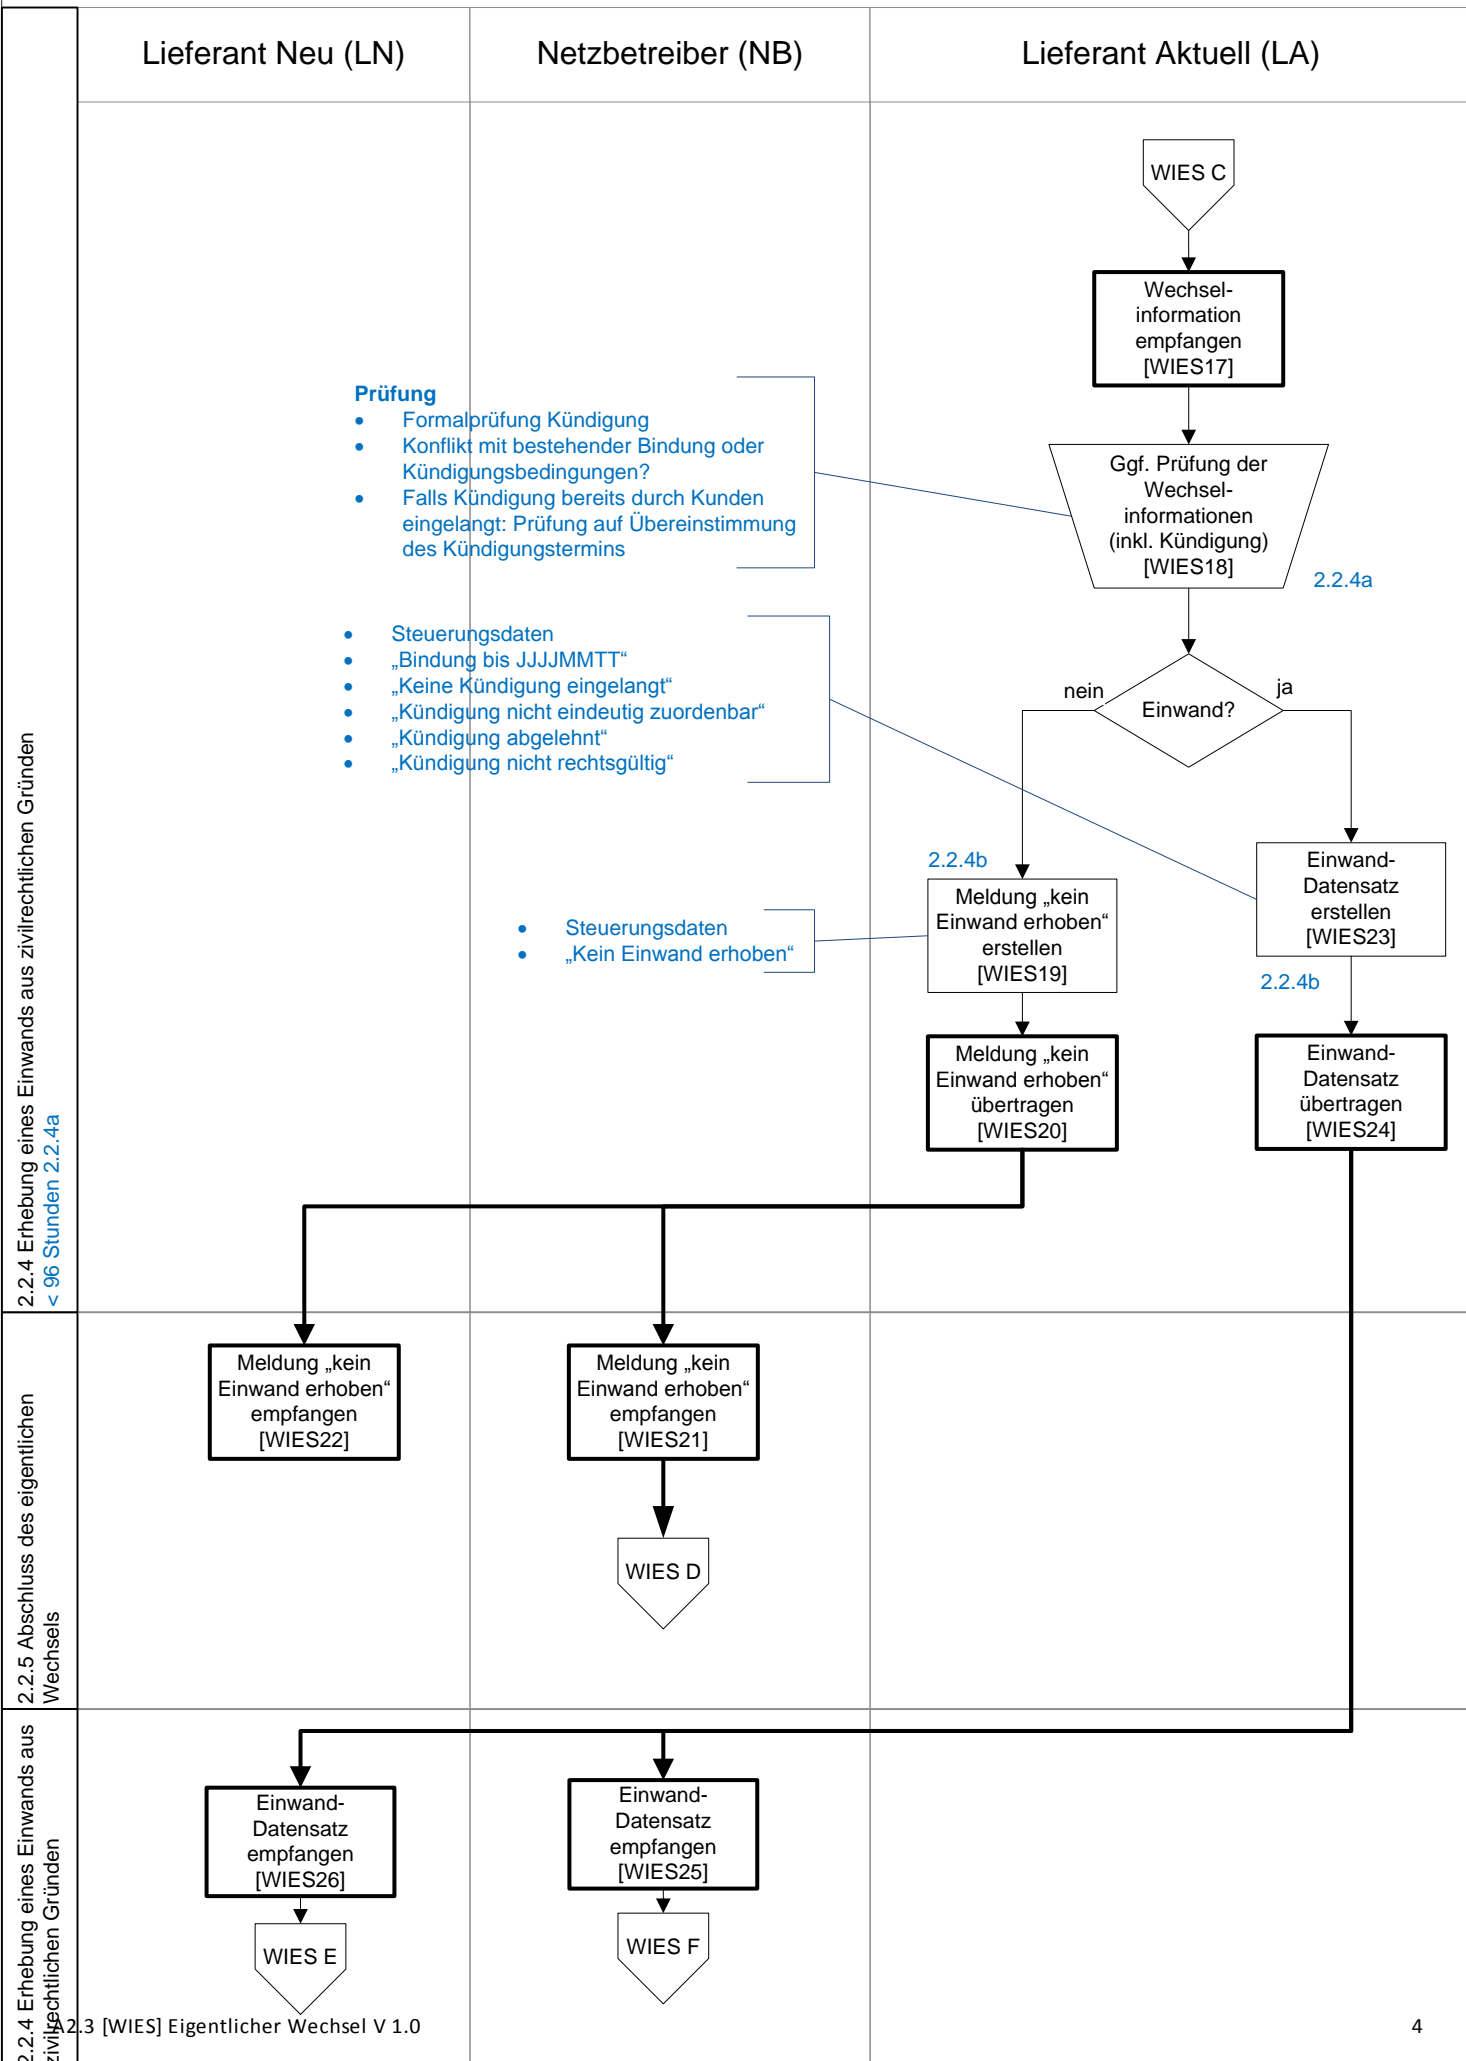 Lieferant Neu (LN)
Netzbetreiber (NB)
Lieferant Aktuell (LA)
2.2.4 Erhebung eines Einwands aus zivilrechtlichen Gründen
< 96 Stunden 2.2.4a
WIES C
Wechsel-
information
empfangen
[WIES17]
Prüfung
• Formalprüfung Kündigung
• Konflikt mit bestehender Bindung oder
Kündigungsbedingungen?
• Falls Kündigung bereits durch Kunden
eingelangt: Prüfung auf Übereinstimmung
des Kündigungstermins
Ggf. Prüfung der
Wechsel-
informationen
(inkl. Kündigung)
[WIES18]
2.2.4a
• Steuerungsdaten
• „Bindung bis JJJJMMTT“
• „Keine Kündigung eingelangt“
• „Kündigung nicht eindeutig zuordenbar“
• „Kündigung abgelehnt“
• „Kündigung nicht rechtsgültig“
nein
Einwand?
ja
2.2.4b
Meldung „kein
Einwand erhoben“
erstellen
[WIES19]
• Steuerungsdaten
• „Kein Einwand erhoben“
Einwand-
Datensatz
erstellen
[WIES23]
2.2.4b
Meldung „kein
Einwand erhoben“
übertragen
[WIES20]
Einwand-
Datensatz
übertragen
[WIES24]
2.2.5 Abschluss des eigentlichen
Wechsels
Meldung „kein
Einwand erhoben“
empfangen
[WIES22]
Meldung „kein
Einwand erhoben“
empfangen
[WIES21]
WIES D
2.2.4 Erhebung eines Einwands aus
zivilrechtlichen Gründen
Einwand-
Datensatz
empfangen
[WIES26]
Einwand-
Datensatz
empfangen
[WIES25]
WIES E
WIES F
A2.3 [WIES] Eigentlicher Wechsel V 1.0
4